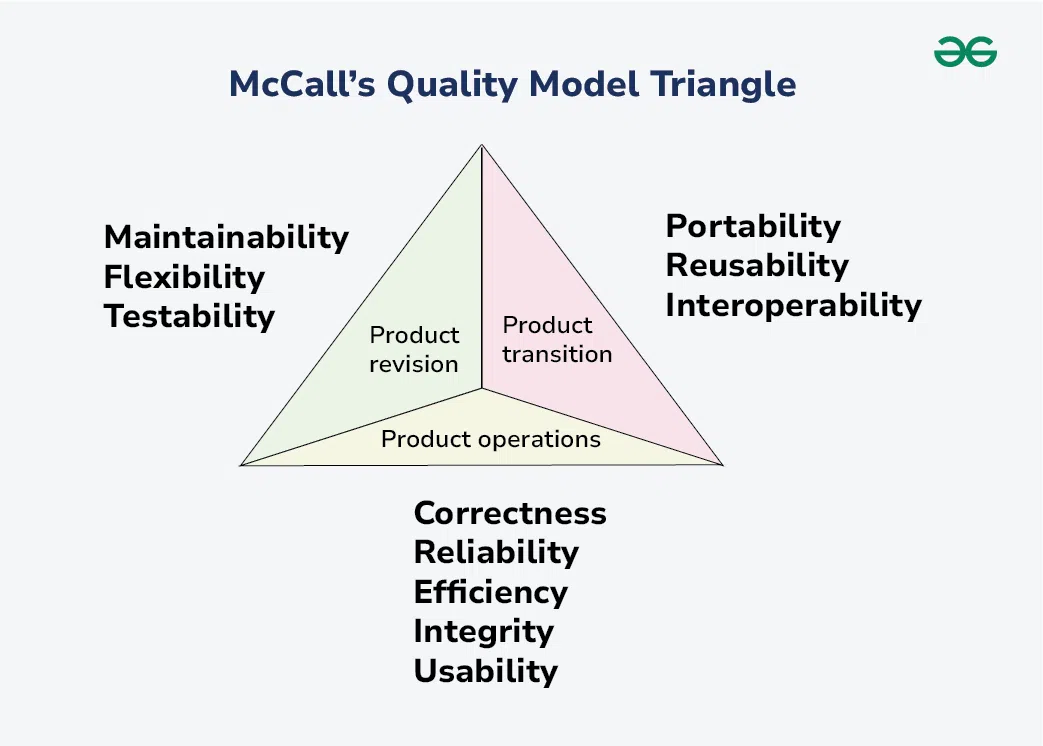 McCall’s Quality Model Triangle
Maintainability
Flexibility
Testability
Portability
Reusability
Interoperability
Product
revision
Product
transition
Product operations
Correctness
Reliability
Efficiency
Integrity
Usability